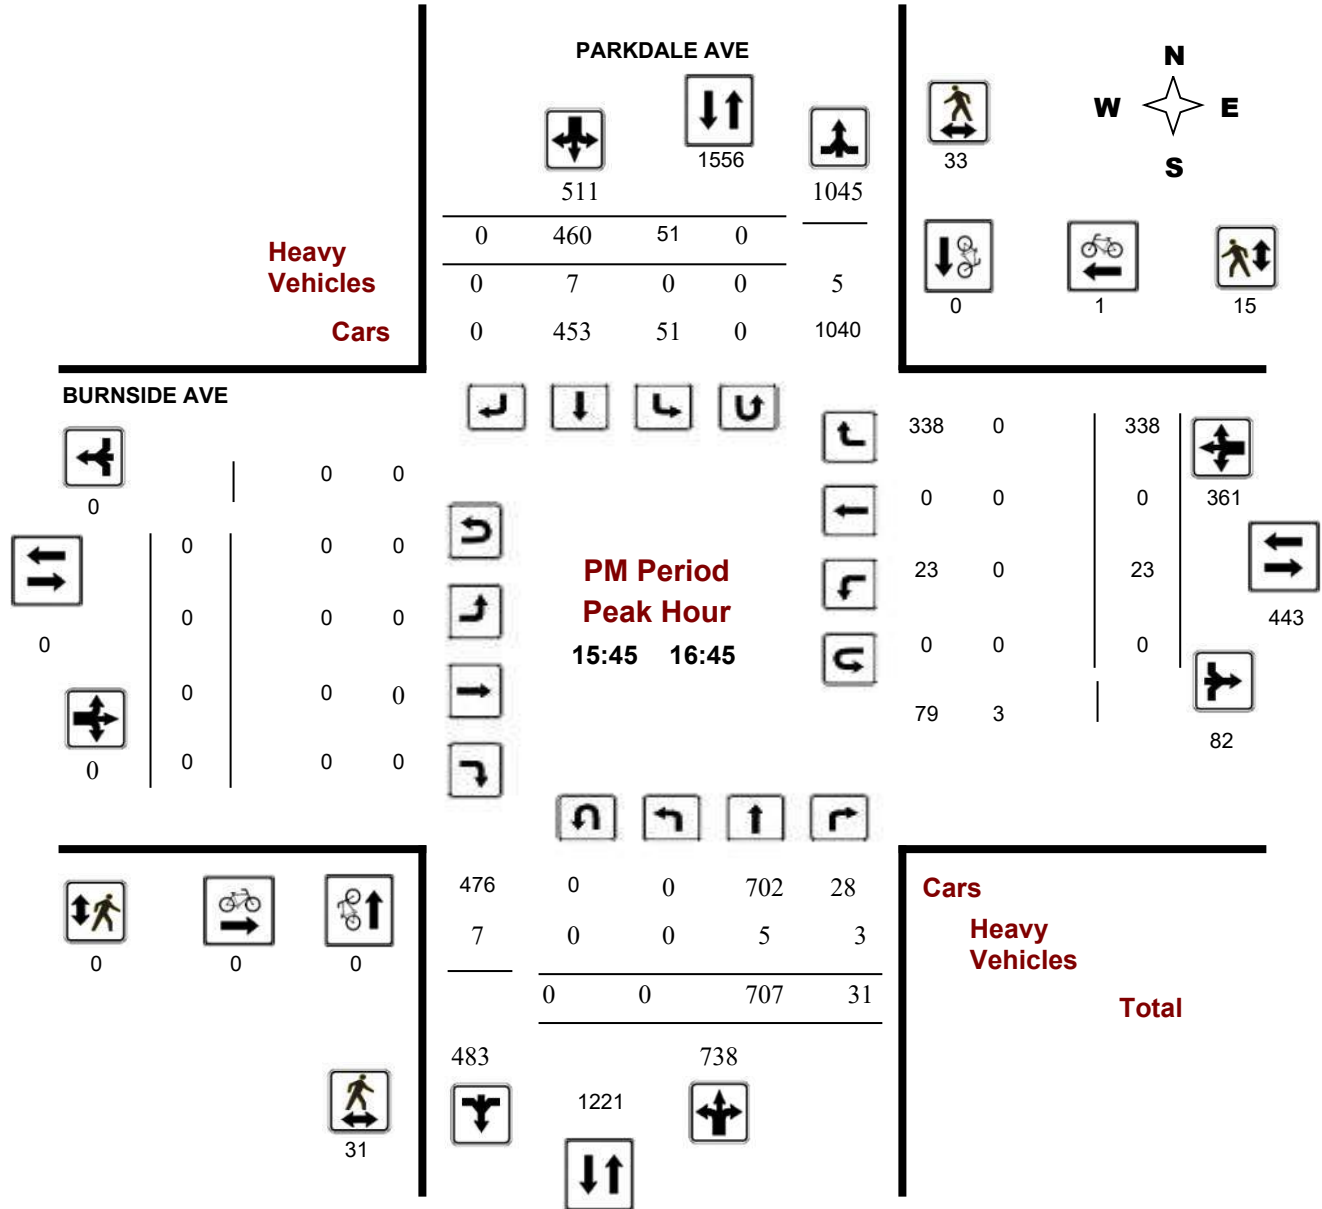 PARKDALE AVE
N
W E
S
1556
33
511 1045
0 460 51 0
Heavy
Vehicles
0 7 0 0 5
0 1 15
Cars
0 453 51 0 1040
BURNSIDE AVE
338 0 338
0 0
0
0 0 0 361
0 0 0
PM Period
23 0 23
Peak Hour
0 0 0
443
0
15:45 16:45
0 0 0
0 0 0
79 3
82
0
0 0 0
476 0 0 702 28
Cars
7 0 0 5 3
Heavy
Vehicles
0 0 0
0 0 707 31
Total
483 738
1221
31